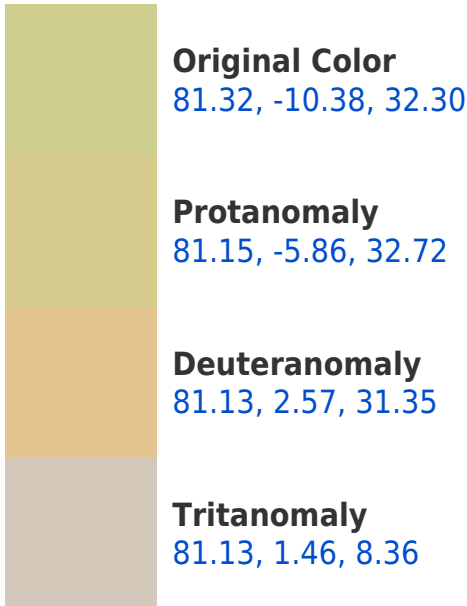 Original Color
81.32, -10.38, 32.30
Protanomaly
81.15, -5.86, 32.72
Deuteranomaly
81.13, 2.57, 31.35
Tritanomaly
81.13, 1.46, 8.36